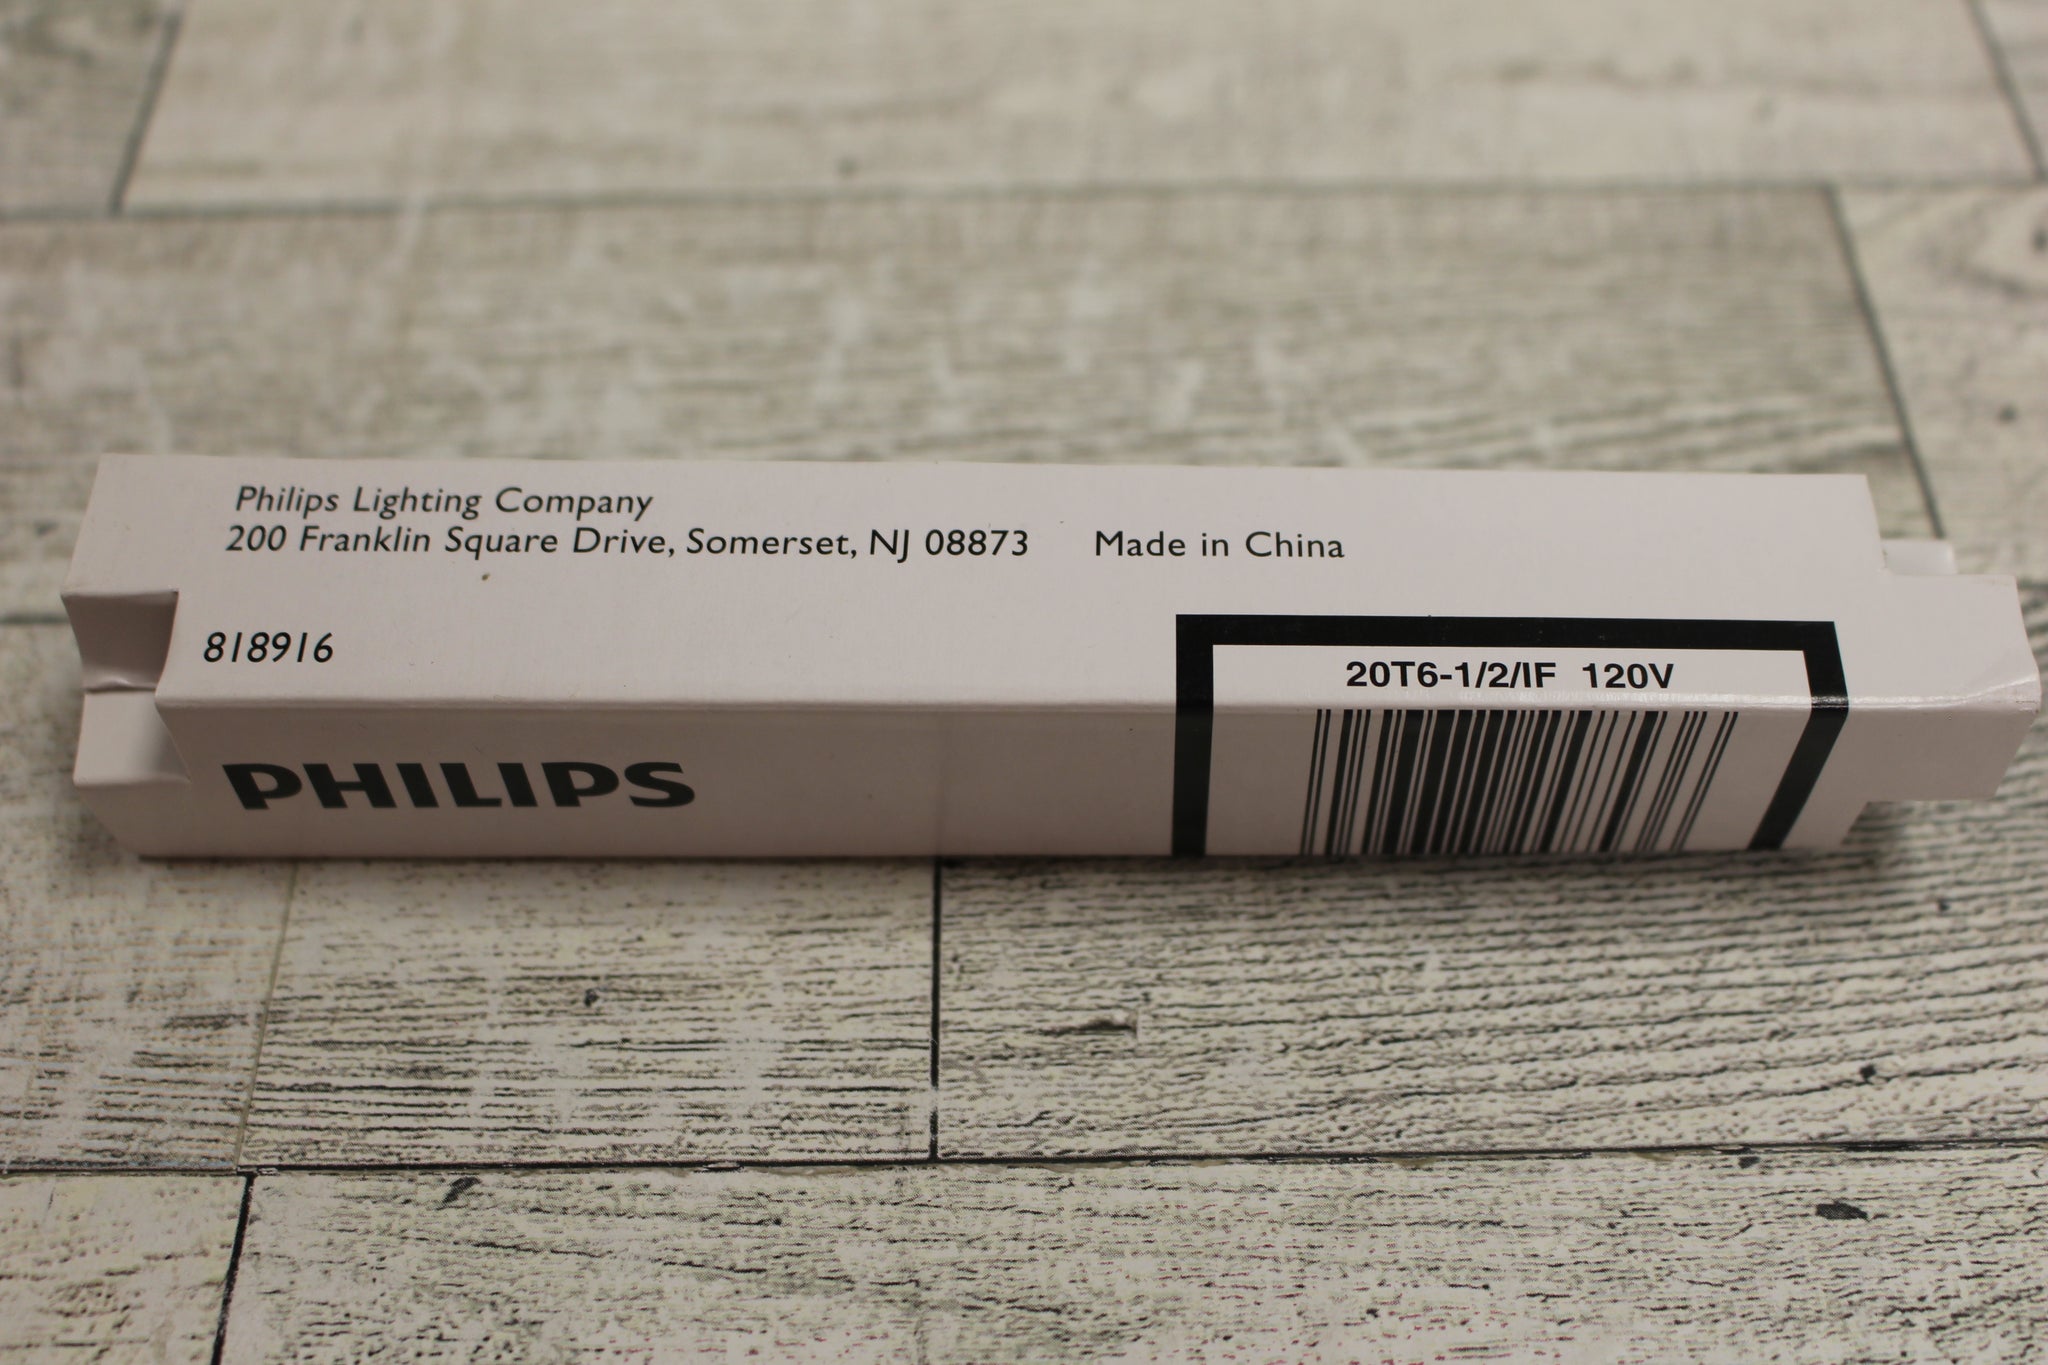 Philips Lighting Company
200 Franklin Square Drive, Somerset, NJ 08873 Made in China
818916
20T6-1/2/IF 120V
PHILIPS